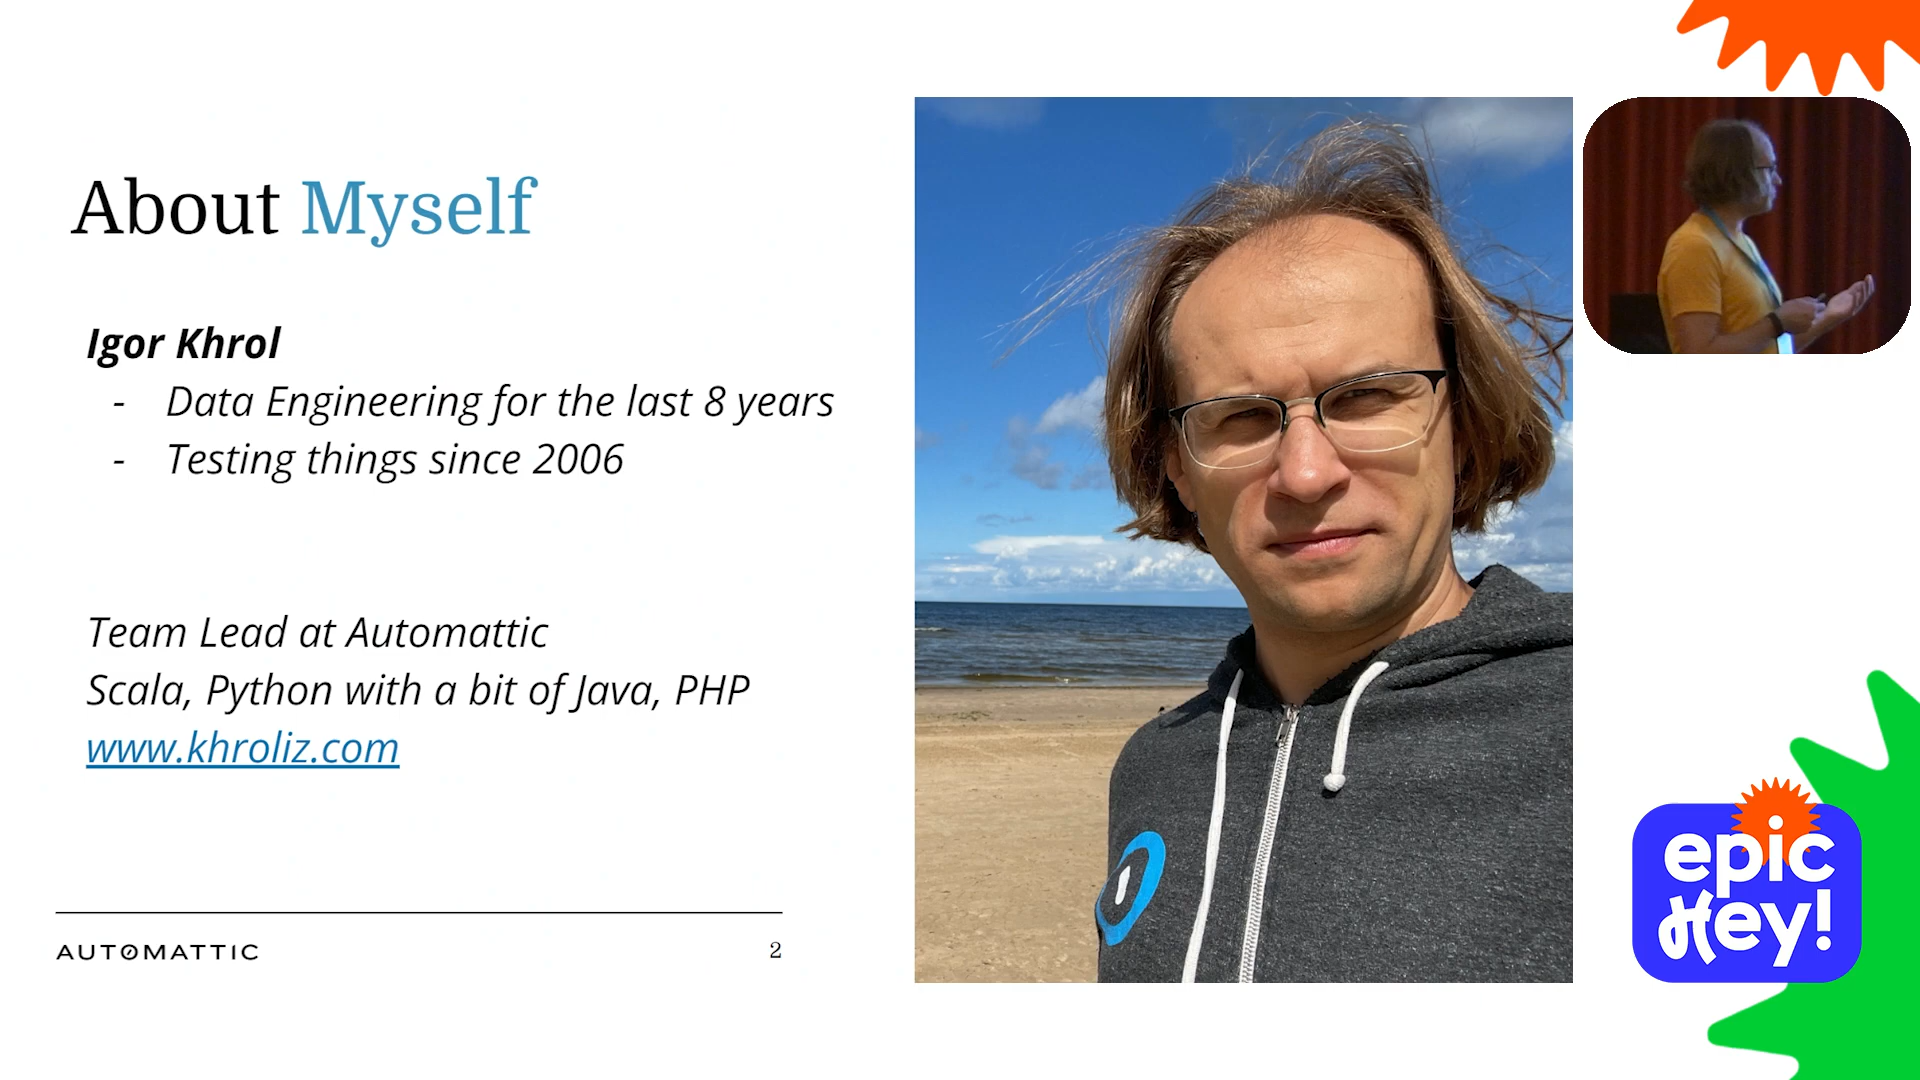 About Myself
Igor Khrol
- Data Engineering for the last 8 years
- Testing things since 2006
Team Lead at Automattic
Scala, Python with a bit of Java, PHP
www.khroliz.com
AUTOMATTIC
2
epic
Hey!